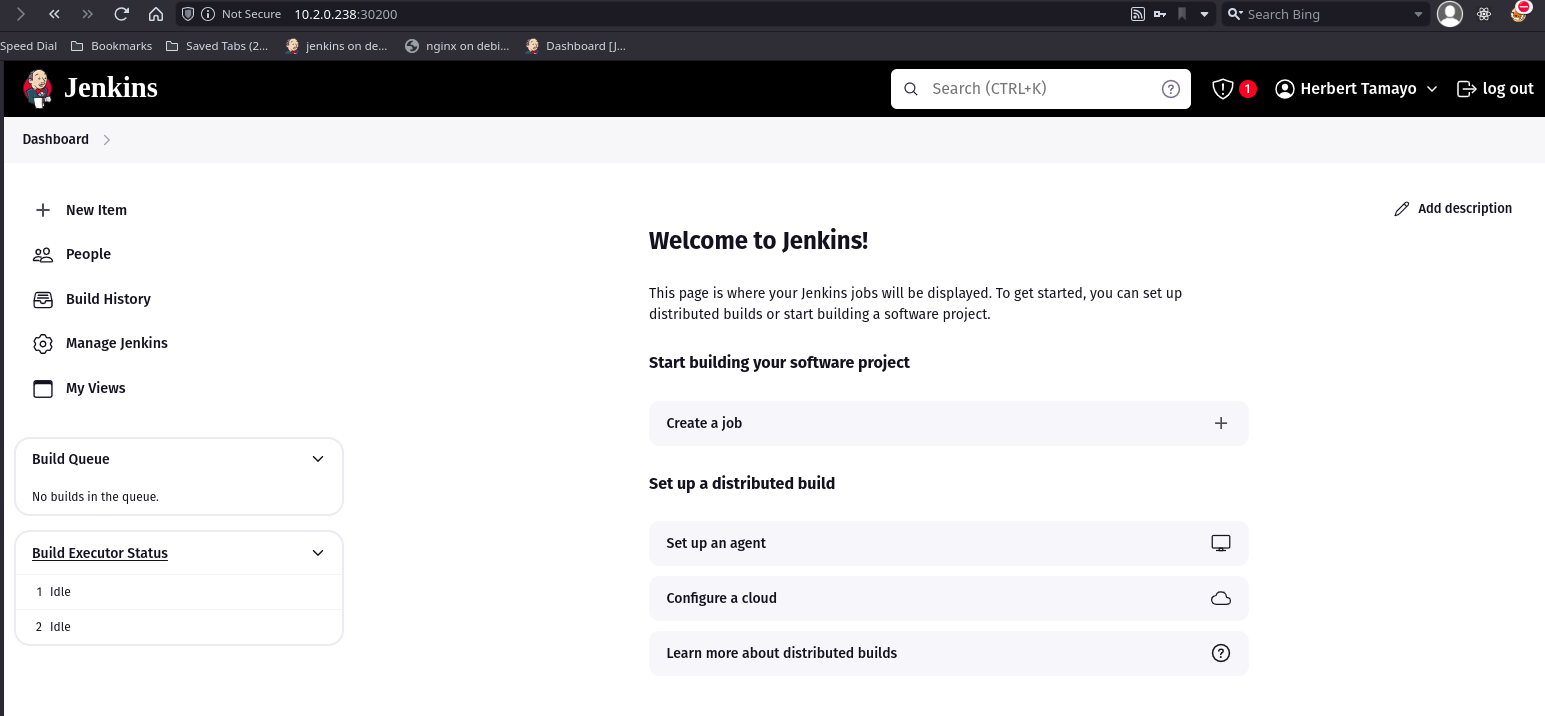 Not Secure 10.2.0.238:30200 Search Bing
Speed Dial Bookmarks Saved Tabs (2... jenkins on de... nginx on debi... Dashboard [J...
Jenkins Search (CTRL+K) ? 1 Herbert Tamayo log out
Dashboard
New Item
People
Build History
Manage Jenkins
My Views
Build Queue
No builds in the queue.
Build Executor Status
1 Idle
2 Idle
Add description
Welcome to Jenkins!
This page is where your Jenkins jobs will be displayed. To get started, you can set up
distributed builds or start building a software project.
Start building your software project
Create a job
Set up a distributed build
Set up an agent
Configure a cloud
Learn more about distributed builds ?